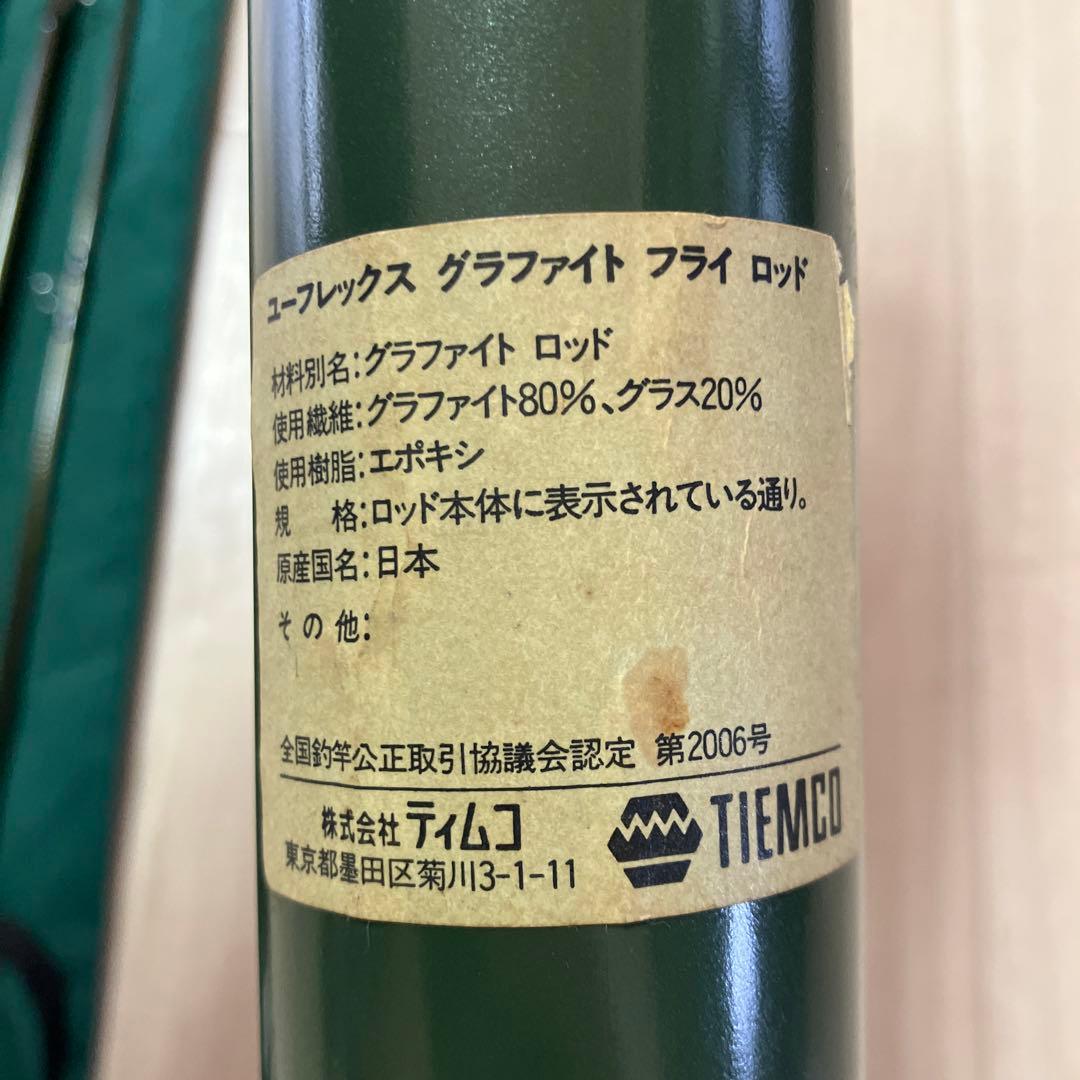 ユーフレックス グラファイト フライ ロッド
材料別名:グラファイト ロッド
使用繊維:グラファイト80%、グラス20%
使用樹脂:エポキシ
規 格:ロッド本体に表示されている通り。
原産国名:日本
その他:
全国釣竿公正取引協議会認定 第2006号
株式会社 ティムコ
東京都墨田区菊川3-1-11
TIEMCO